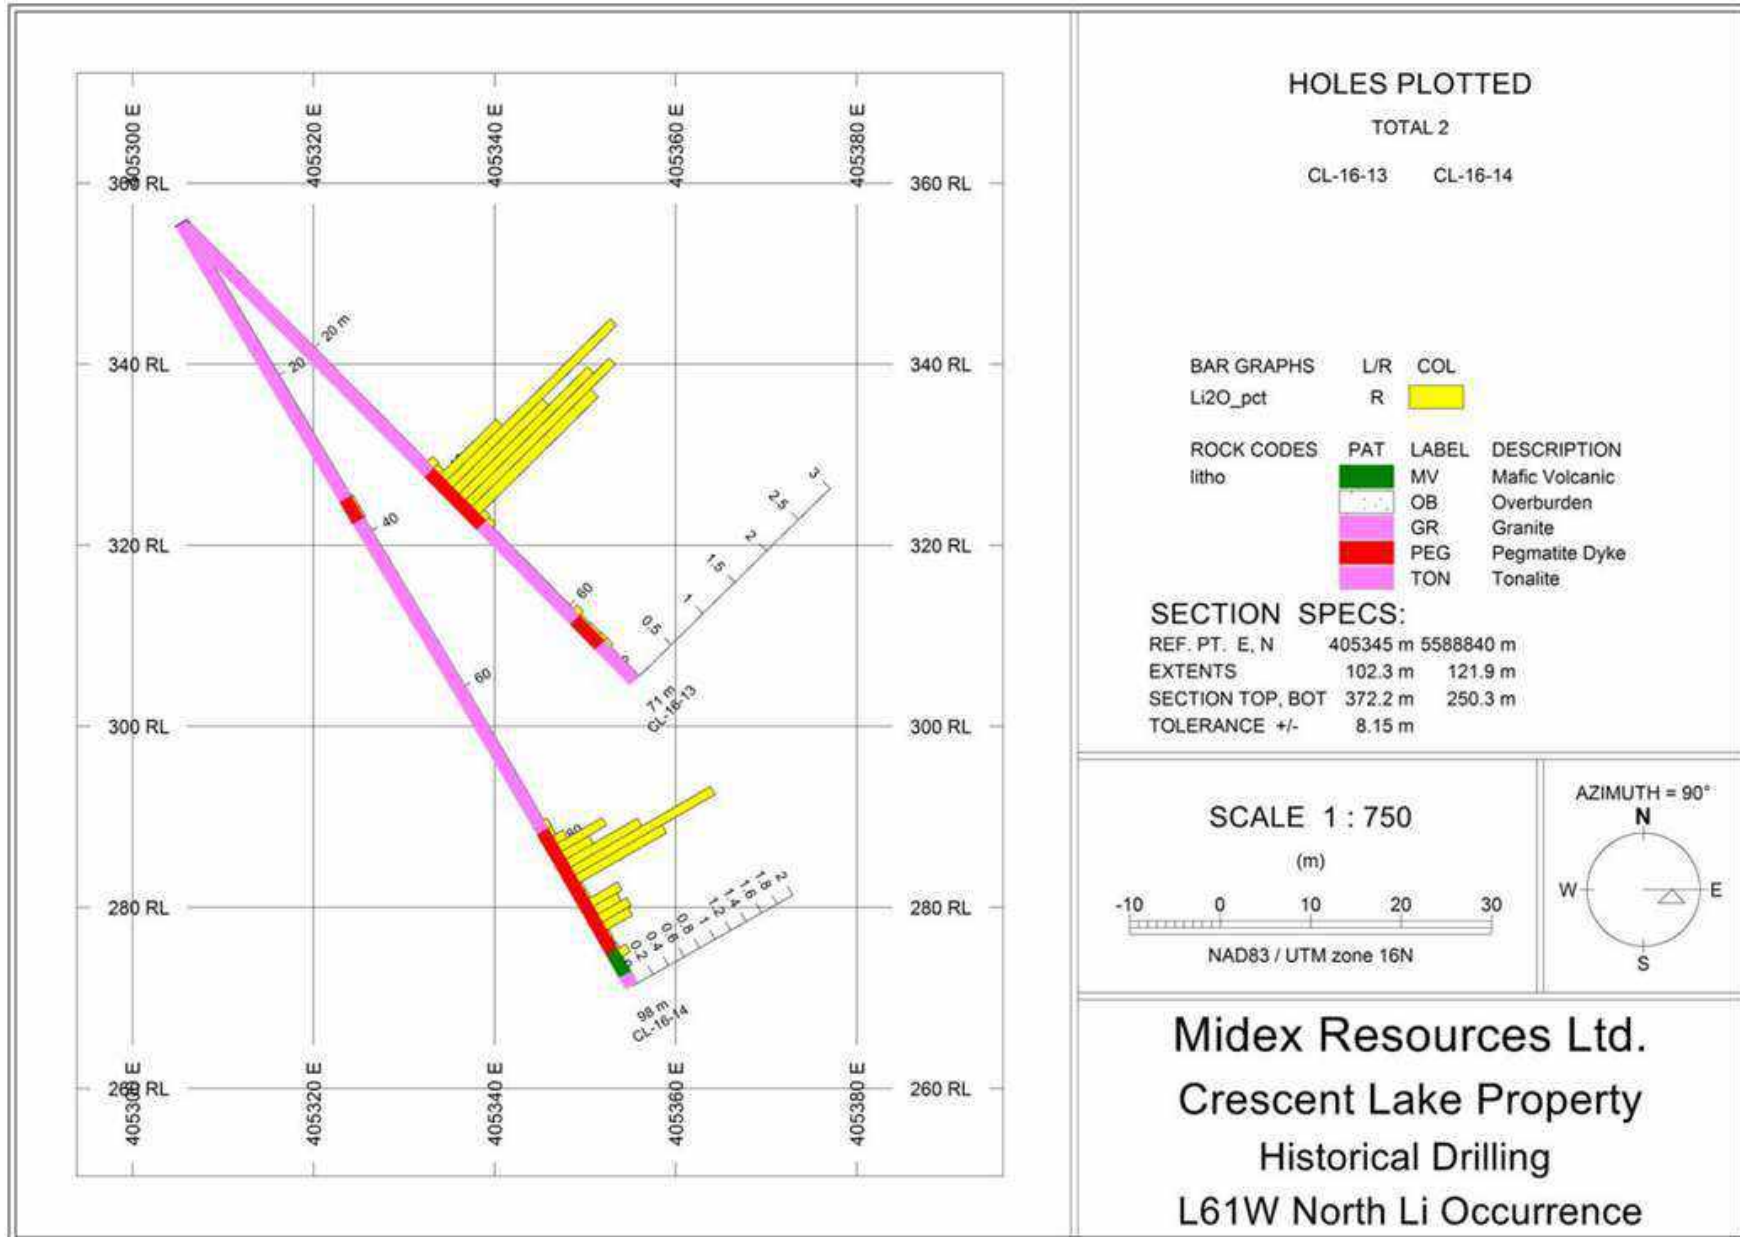 405300 E
405320 E
405340 E
405360 E
405380 E
360 RL
360 RL
20 m
20
340 RL
340 RL
40
320 RL
320 RL
60
3
2.5
2
1.5
1
0.5
0
71 m
CL-16-13
60
300 RL
300 RL
80
2
1.8
1.6
1.4
1.2
1
0.8
0.6
0.4
0.2
98 m
CL-16-14
280 RL
280 RL
260 RL
260 RL
405300 E
405320 E
405340 E
405360 E
405380 E
HOLES PLOTTED
TOTAL 2
CL-16-13 CL-16-14
BAR GRAPHS L/R COL
Li2O_pct R
ROCK CODES PAT LABEL DESCRIPTION
litho MV Mafic Volcanic
OB Overburden
GR Granite
PEG Pegmatite Dyke
TON Tonalite
SECTION SPECS:
REF. PT. E, N 405345 m 5588840 m
EXTENTS 102.3 m 121.9 m
SECTION TOP, BOT 372.2 m 250.3 m
TOLERANCE +/- 8.15 m
SCALE 1 : 750
(m)
-10 0 10 20 30
NAD83 / UTM zone 16N
AZIMUTH = 90°
N
W E
S
Midex Resources Ltd.
Crescent Lake Property
Historical Drilling
L61W North Li Occurrence